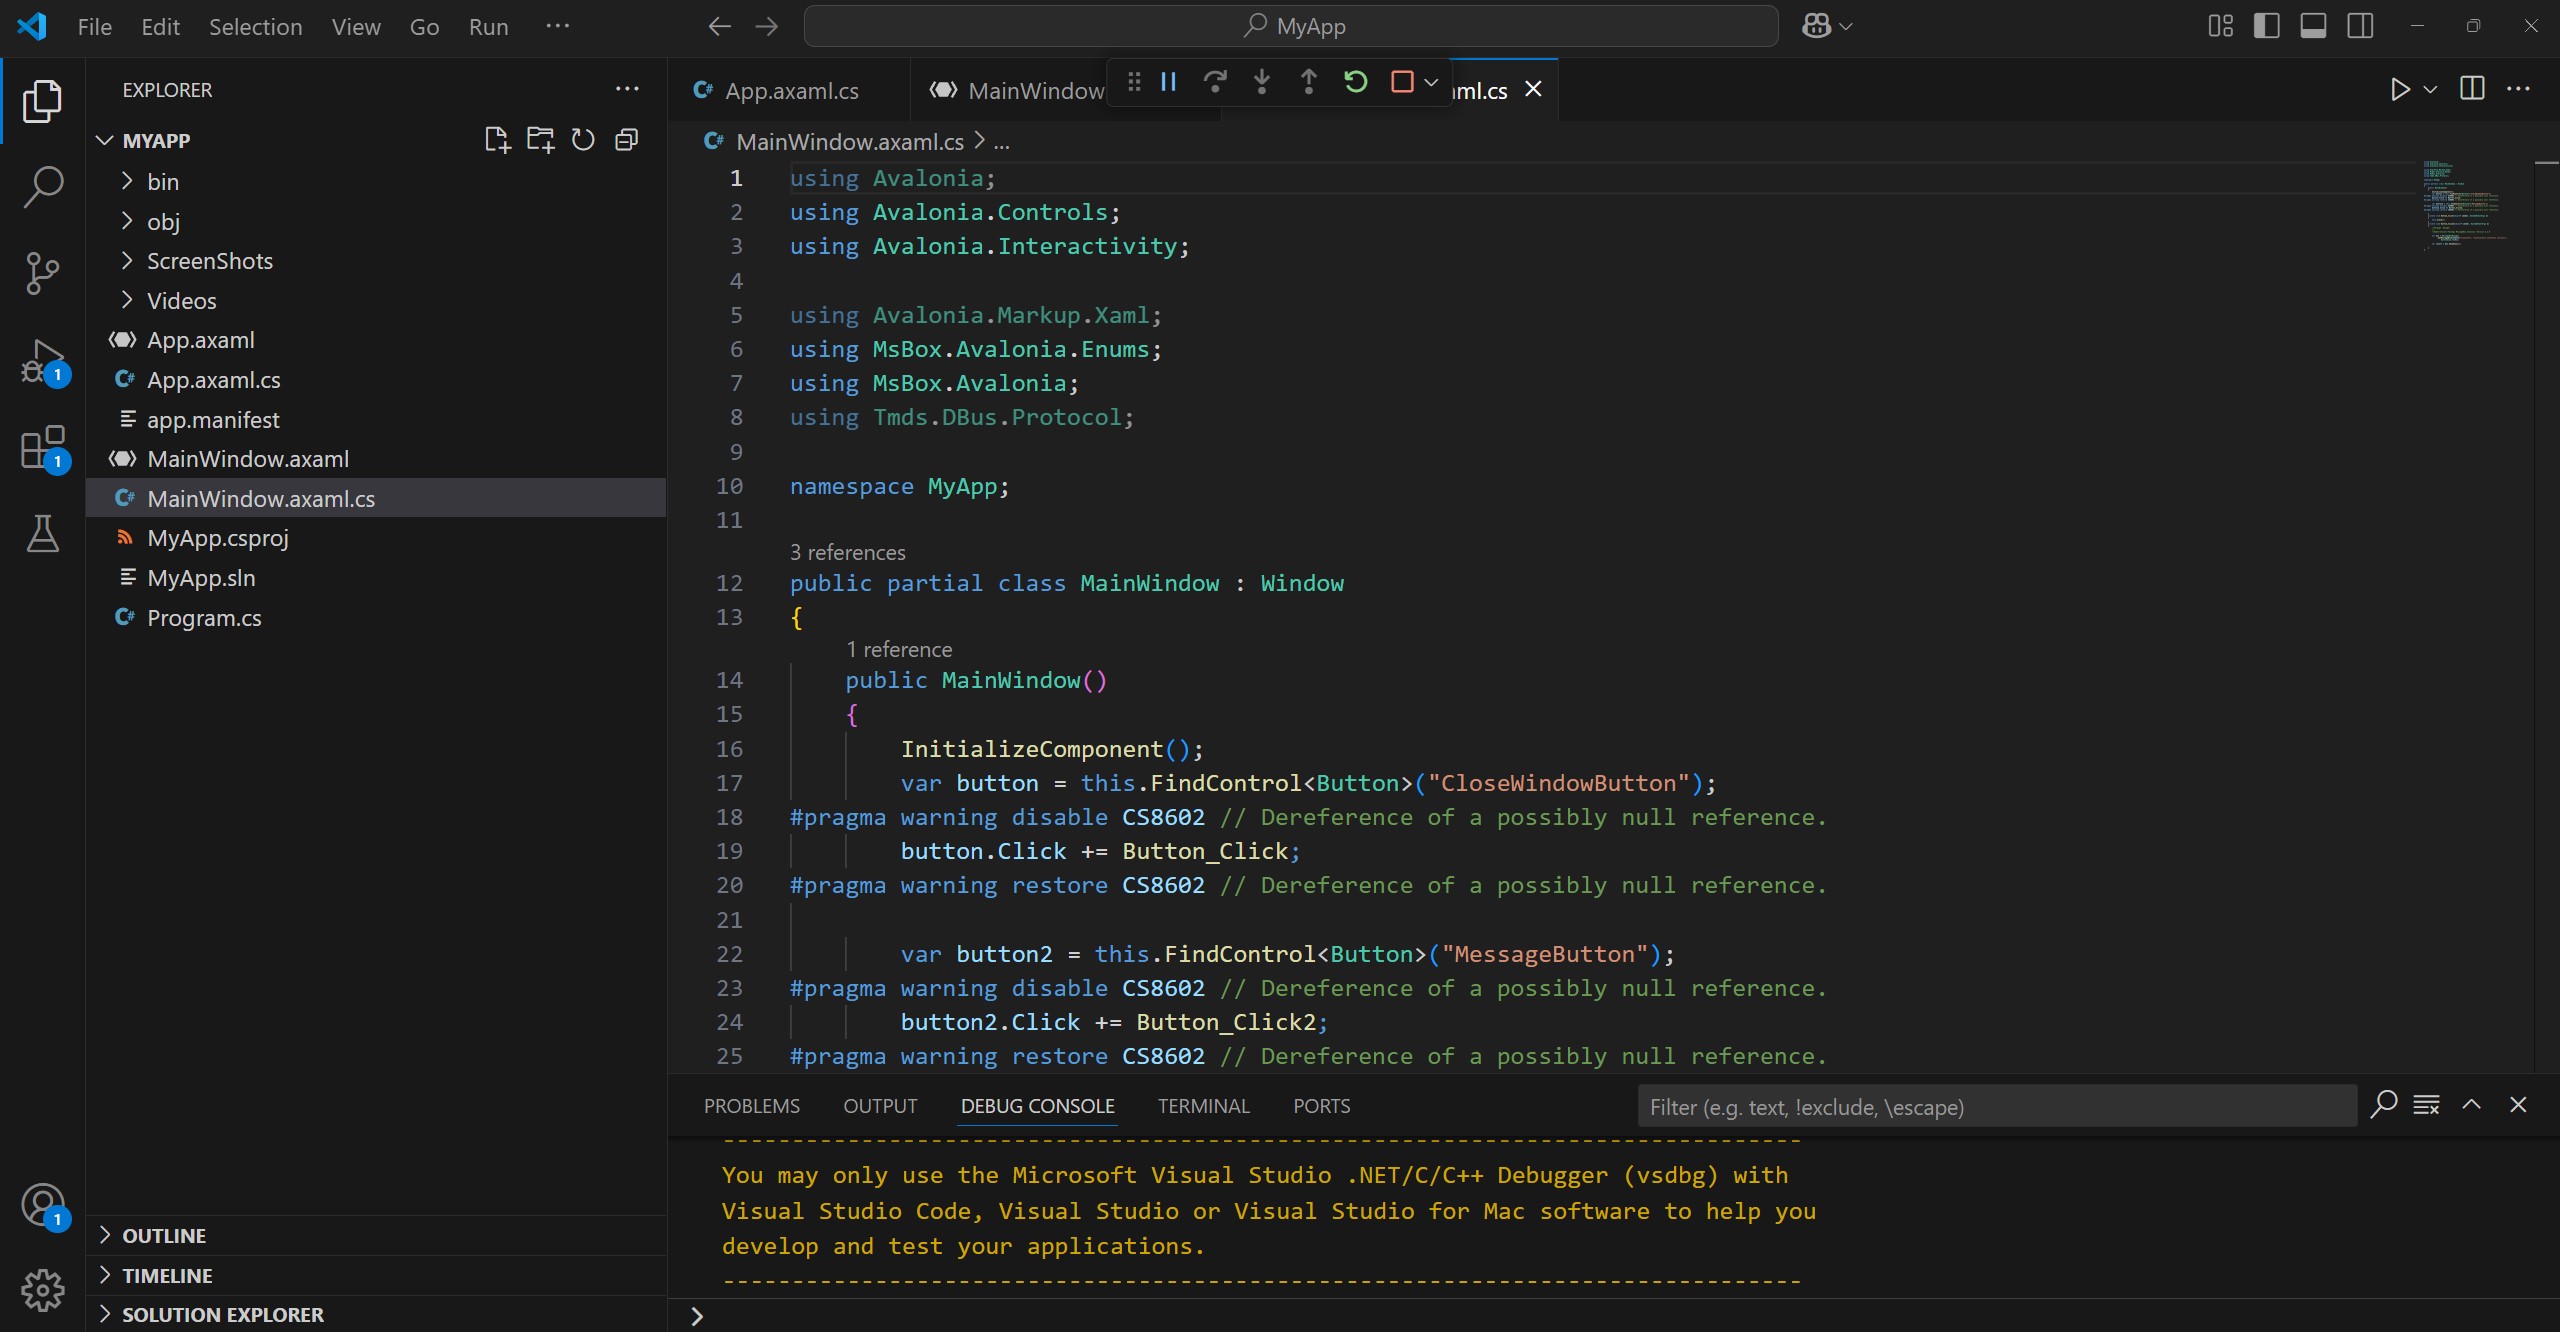 File Edit Selection View Go Run ···
MyApp
EXPLORER
App.axaml.cs
MainWindow
ml.cs
MYAPP
MainWindow.axaml.cs > ...
bin
obj
ScreenShots
Videos
App.axaml
App.axaml.cs
app.manifest
MainWindow.axaml
MainWindow.axaml.cs
MyApp.csproj
MyApp.sln
Program.cs
OUTLINE
TIMELINE
SOLUTION EXPLORER
1
1
1
1 using Avalonia;
2 using Avalonia.Controls;
3 using Avalonia.Interactivity;
4
5 using Avalonia.Markup.Xaml;
6 using MsBox.Avalonia.Enums;
7 using MsBox.Avalonia;
8 using Tmds.DBus.Protocol;
9
10 namespace MyApp;
11
3 references
12 public partial class MainWindow : Window
13 {
1 reference
14 public MainWindow()
15 {
16 InitializeComponent();
17 var button = this.FindControl<Button>("CloseWindowButton");
18 #pragma warning disable CS8602 // Dereference of a possibly null reference.
19 button.Click += Button_Click;
20 #pragma warning restore CS8602 // Dereference of a possibly null reference.
21
22 var button2 = this.FindControl<Button>("MessageButton");
23 #pragma warning disable CS8602 // Dereference of a possibly null reference.
24 button2.Click += Button_Click2;
25 #pragma warning restore CS8602 // Dereference of a possibly null reference.
PROBLEMS OUTPUT DEBUG CONSOLE TERMINAL PORTS
Filter (e.g. text, !exclude, \escape)
------------------------------------------------------------------------------
You may only use the Microsoft Visual Studio .NET/C/C++ Debugger (vsdbg) with
Visual Studio Code, Visual Studio or Visual Studio for Mac software to help you
develop and test your applications.
------------------------------------------------------------------------------
>